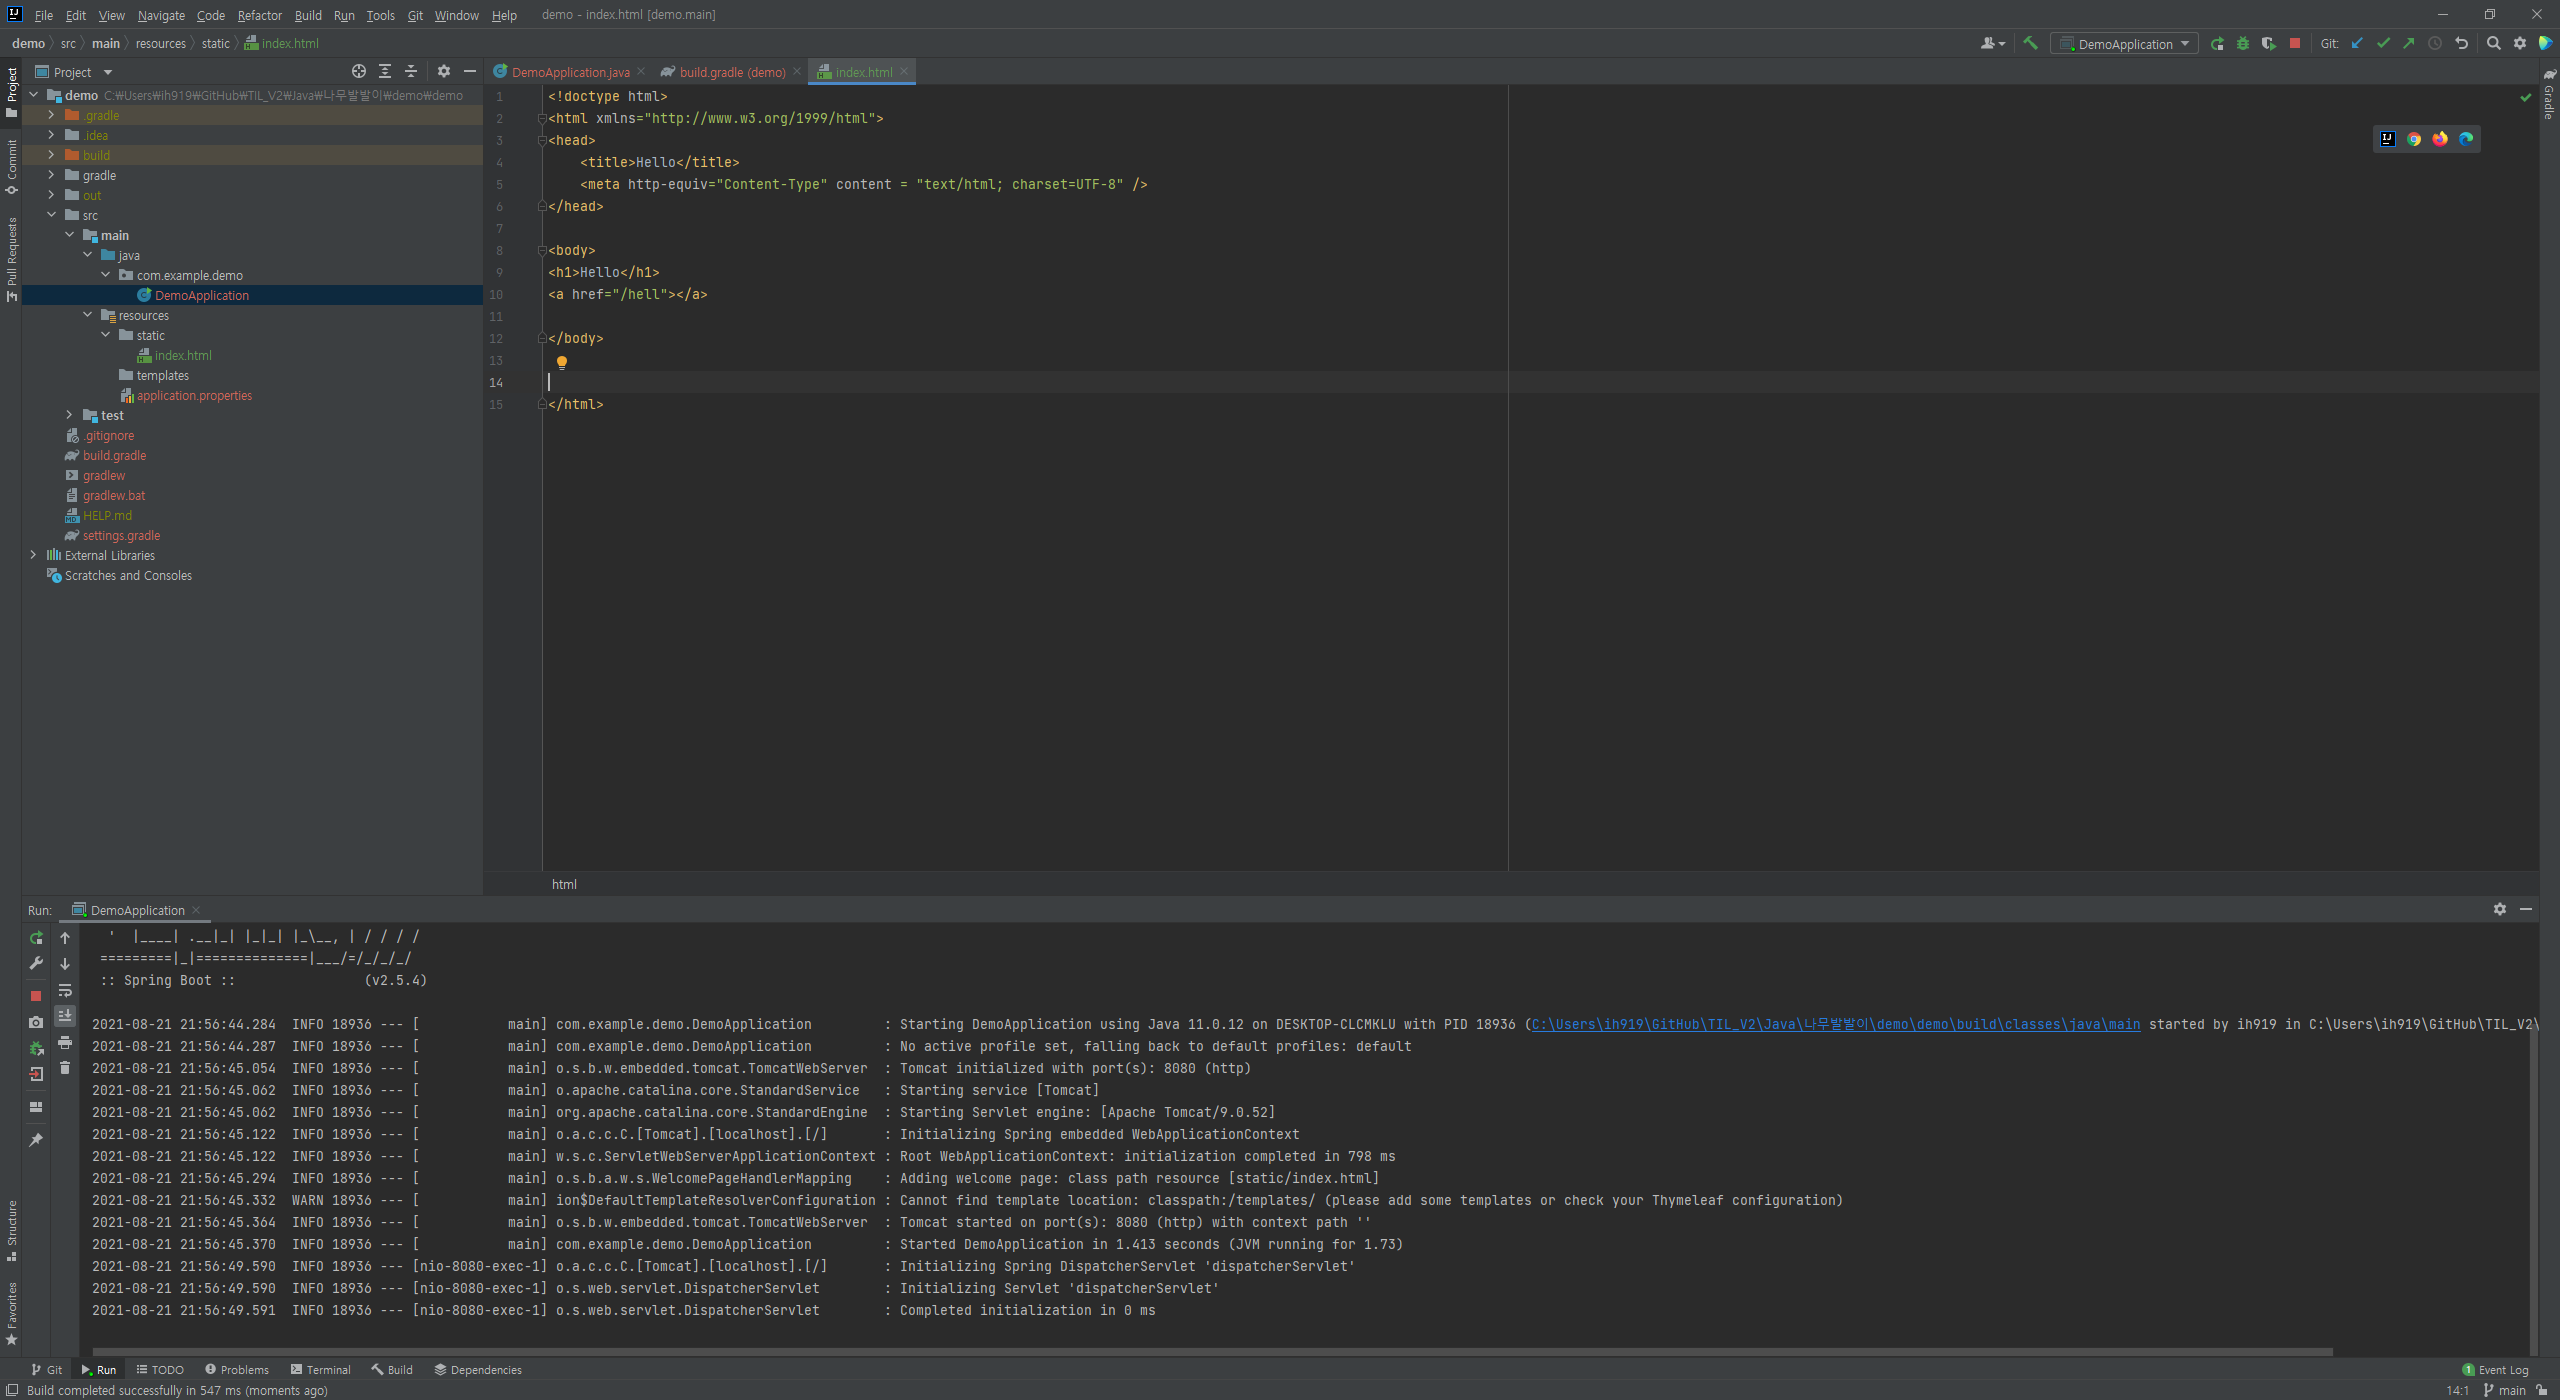 File Edit View Navigate Code Refactor Build Run Tools Git Window Help demo - index.html [demo.main]
demo src main resources static index.html DemoApplication Git:
Project
DemoApplication.java build.gradle (demo) index.html
demo C:₩Users₩ih919₩GitHub₩TIL_V2₩Java₩나무발발이₩demo₩demo
.gradle
.idea
build
gradle
out
src
main
java
com.example.demo
DemoApplication
resources
static
index.html
templates
application.properties
test
.gitignore
build.gradle
gradlew
gradlew.bat
HELP.md
settings.gradle
External Libraries
Scratches and Consoles
Project
Commit
Pull Requests
Structure
Favorites
Gradle
1 <!doctype html>
2 <html xmlns="http://www.w3.org/1999/html">
3 <head>
4 <title>Hello</title>
5 <meta http-equiv="Content-Type" content = "text/html; charset=UTF-8" />
6 </head>
7
8 <body>
9 <h1>Hello</h1>
10 <a href="/hell"></a>
11
12 </body>
13
14
15 </html>
html
Run: DemoApplication
' |____| .__|_| |_|_| |_\__, | / / / /
=========|_|==============|___/=/_/_/_/
:: Spring Boot :: (v2.5.4)
2021-08-21 21:56:44.284 INFO 18936 --- [ main] com.example.demo.DemoApplication : Starting DemoApplication using Java 11.0.12 on DESKTOP-CLCMKLU with PID 18936 (C:\Users\ih919\GitHub\TIL_V2\Java\나무발발이\demo\demo\build\classes\java\main started by ih919 in C:\Users\ih919\GitHub\TIL_V2\
2021-08-21 21:56:44.287 INFO 18936 --- [ main] com.example.demo.DemoApplication : No active profile set, falling back to default profiles: default
2021-08-21 21:56:45.054 INFO 18936 --- [ main] o.s.b.w.embedded.tomcat.TomcatWebServer : Tomcat initialized with port(s): 8080 (http)
2021-08-21 21:56:45.062 INFO 18936 --- [ main] o.apache.catalina.core.StandardService : Starting service [Tomcat]
2021-08-21 21:56:45.062 INFO 18936 --- [ main] org.apache.catalina.core.StandardEngine : Starting Servlet engine: [Apache Tomcat/9.0.52]
2021-08-21 21:56:45.122 INFO 18936 --- [ main] o.a.c.c.C.[Tomcat].[localhost].[/] : Initializing Spring embedded WebApplicationContext
2021-08-21 21:56:45.122 INFO 18936 --- [ main] w.s.c.ServletWebServerApplicationContext : Root WebApplicationContext: initialization completed in 798 ms
2021-08-21 21:56:45.294 INFO 18936 --- [ main] o.s.b.a.w.s.WelcomePageHandlerMapping : Adding welcome page: class path resource [static/index.html]
2021-08-21 21:56:45.332 WARN 18936 --- [ main] ion$DefaultTemplateResolverConfiguration : Cannot find template location: classpath:/templates/ (please add some templates or check your Thymeleaf configuration)
2021-08-21 21:56:45.364 INFO 18936 --- [ main] o.s.b.w.embedded.tomcat.TomcatWebServer : Tomcat started on port(s): 8080 (http) with context path ''
2021-08-21 21:56:45.370 INFO 18936 --- [ main] com.example.demo.DemoApplication : Started DemoApplication in 1.413 seconds (JVM running for 1.73)
2021-08-21 21:56:49.590 INFO 18936 --- [nio-8080-exec-1] o.a.c.c.C.[Tomcat].[localhost].[/] : Initializing Spring DispatcherServlet 'dispatcherServlet'
2021-08-21 21:56:49.590 INFO 18936 --- [nio-8080-exec-1] o.s.web.servlet.DispatcherServlet : Initializing Servlet 'dispatcherServlet'
2021-08-21 21:56:49.591 INFO 18936 --- [nio-8080-exec-1] o.s.web.servlet.DispatcherServlet : Completed initialization in 0 ms
Git Run TODO Problems Terminal Build Dependencies 1 Event Log
Build completed successfully in 547 ms (moments ago) 14:1 main